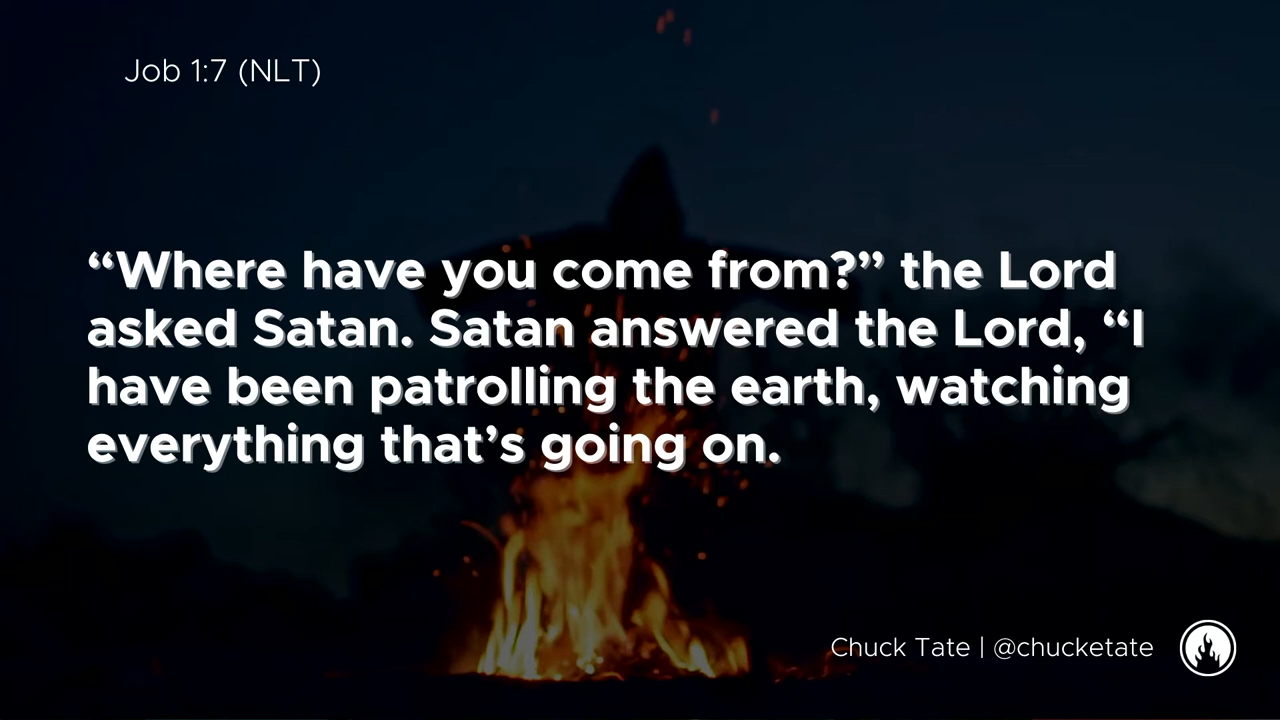 Job 1:7 (NLT)
“Where have you come from?” the Lord
asked Satan. Satan answered the Lord, “I
have been patrolling the earth, watching
everything that’s going on.
Chuck Tate | @chucketate